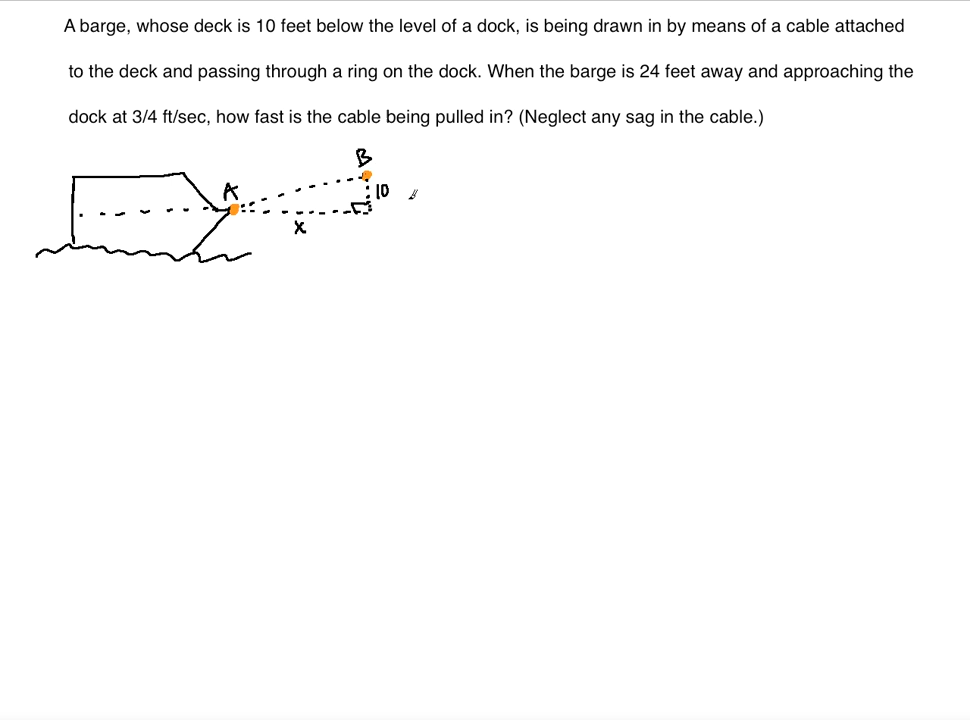 A barge, whose deck is 10 feet below the level of a dock, is being drawn in by means of a cable attached
to the deck and passing through a ring on the dock. When the barge is 24 feet away and approaching the
dock at 3/4 ft/sec, how fast is the cable being pulled in? (Neglect any sag in the cable.)
B
A
10
x